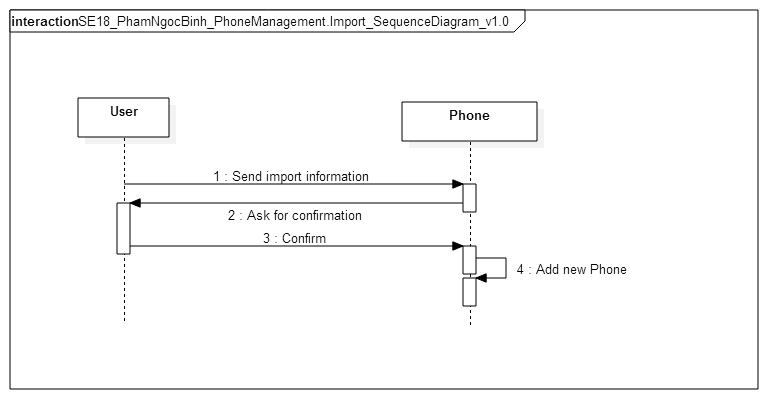 interactionSE18_PhamNgocBinh_PhoneManagement.Import_SequenceDiagram_v1.0
User
Phone
1 : Send import information
2 : Ask for confirmation
3 : Confirm
4 : Add new Phone